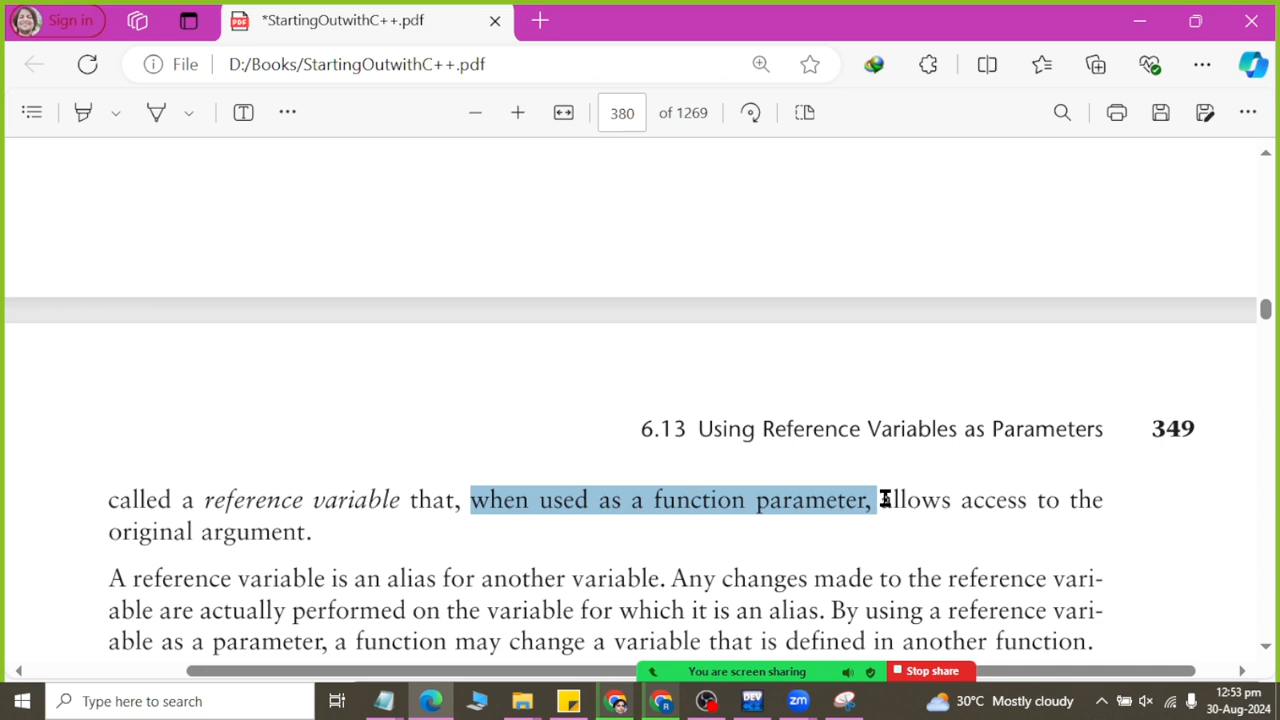 Sign in
*StartingOutwithC++.pdf
File
D:/Books/StartingOutwithC++.pdf
380 of 1269
6.13 Using Reference Variables as Parameters 349
called a reference variable that, when used as a function parameter, allows access to the
original argument.
A reference variable is an alias for another variable. Any changes made to the reference vari-
able are actually performed on the variable for which it is an alias. By using a reference vari-
able as a parameter, a function may change a variable that is defined in another function.
You are screen sharing
Stop share
Type here to search
DEV
zm
30°C Mostly cloudy
12:53 pm
30-Aug-2024